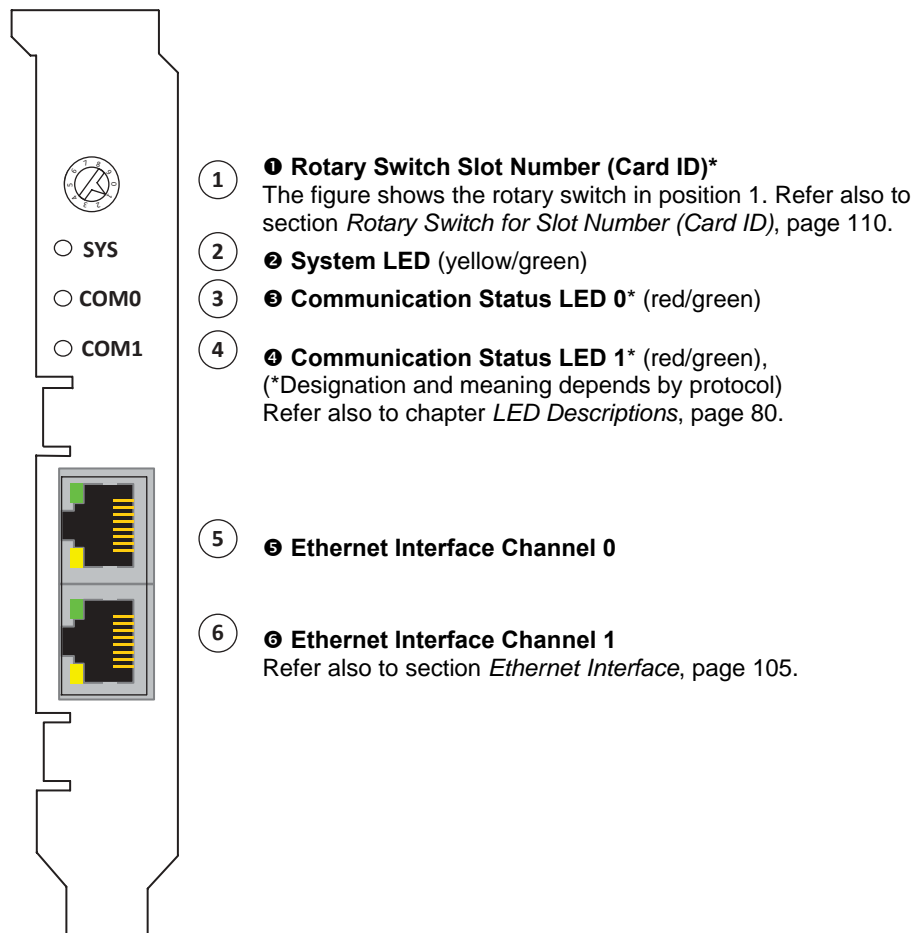 1 ❶ Rotary Switch Slot Number (Card ID)*
The figure shows the rotary switch in position 1. Refer also to
section Rotary Switch for Slot Number (Card ID), page 110.
SYS 2 ❷ System LED (yellow/green)
COM0 3 ❸ Communication Status LED 0* (red/green)
COM1 4 ❹ Communication Status LED 1* (red/green),
(*Designation and meaning depends by protocol)
Refer also to chapter LED Descriptions, page 80.
5 ❺ Ethernet Interface Channel 0
6 ❻ Ethernet Interface Channel 1
Refer also to section Ethernet Interface, page 105.